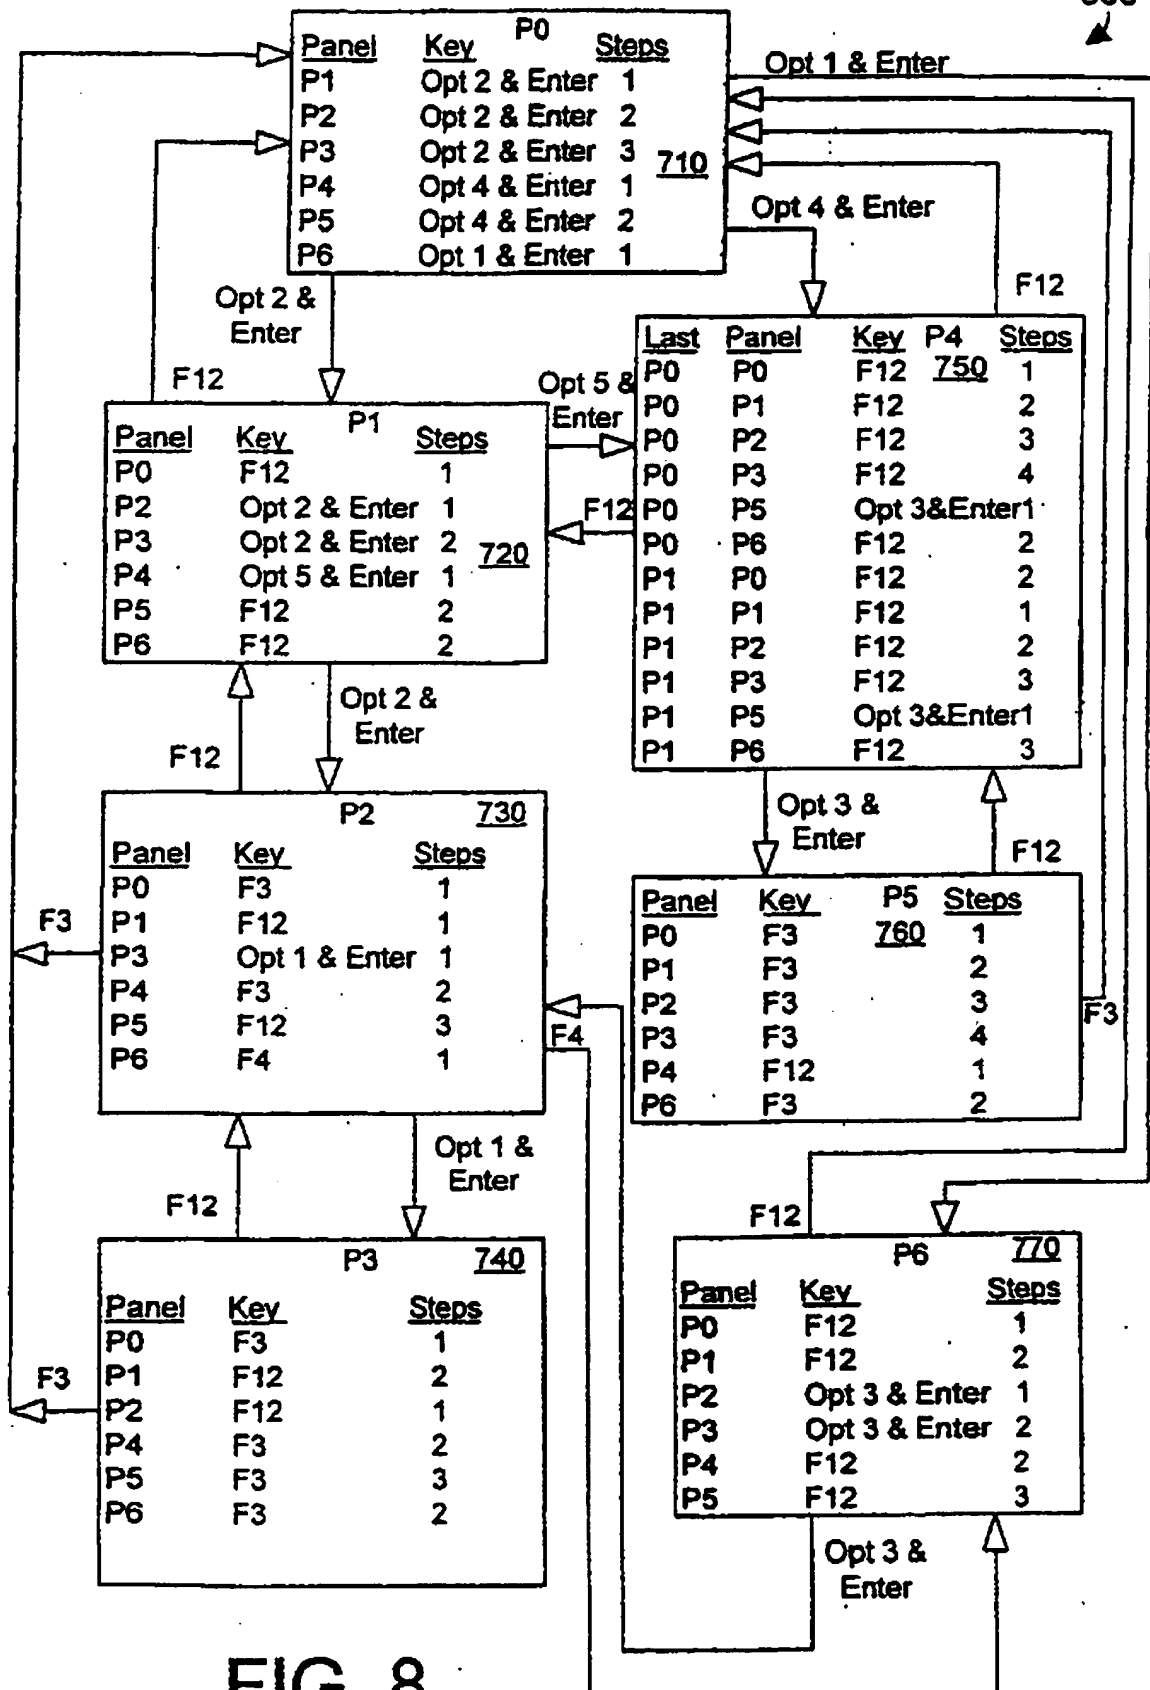 P0
Panel Key Steps
P1 Opt 2 & Enter 1
P2 Opt 2 & Enter 2
P3 Opt 2 & Enter 3
710
P4 Opt 4 & Enter 1
P5 Opt 4 & Enter 2
P6 Opt 1 & Enter 1
Opt 1 & Enter
Opt 4 & Enter
F12
Opt 2 &
Enter
F12
Opt 5 &
Enter
F12
P1
Panel Key Steps
P0 F12 1
P2 Opt 2 & Enter 1
P3 Opt 2 & Enter 2
720
P4 Opt 5 & Enter 1
P5 F12 2
P6 F12 2
Last Panel Key P4 Steps
P0 P0 F12 750 1
P0 P1 F12 2
P0 P2 F12 3
P0 P3 F12 4
P0 P5 Opt 3&Enter1
P0 P6 F12 2
P1 P0 F12 2
P1 P1 F12 1
P1 P2 F12 2
P1 P3 F12 3
P1 P5 Opt 3&Enter1
P1 P6 F12 3
F12
Opt 2 &
Enter
Opt 3 &
Enter
F12
P2 730
Panel Key Steps
P0 F3 1
P1 F12 1
P3 Opt 1 & Enter 1
P4 F3 2
P5 F12 3
P6 F4 1
F3
F4
Panel Key P5 Steps
P0 F3 760 1
P1 F3 2
P2 F3 3
P3 F3 4
P4 F12 1
P6 F3 2
F3
F12
Opt 1 &
Enter
F12
P3 740
Panel Key Steps
P0 F3 1
P1 F12 2
P2 F12 1
P4 F3 2
P5 F3 3
P6 F3 2
F3
P6 770
Panel Key Steps
P0 F12 1
P1 F12 2
P2 Opt 3 & Enter 1
P3 Opt 3 & Enter 2
P4 F12 2
P5 F12 3
Opt 3 &
Enter
FIG. 8